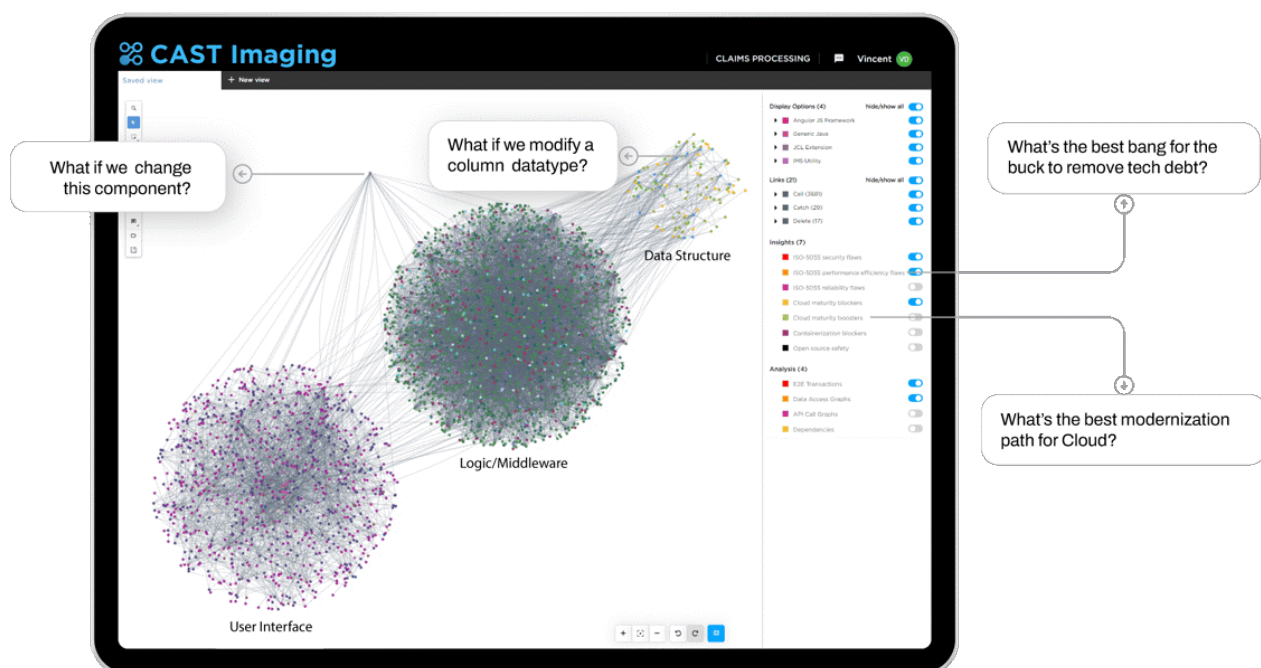 CAST Imaging
CLAIMS PROCESSING
Vincent
VD
Saved view
+ New view
What if we change
this component?
What if we modify a
column datatype?
What's the best bang for the
buck to remove tech debt?
What's the best modernization
path for Cloud?
Data Structure
Logic/Middleware
User Interface
Display Options (4) hide/show all
Angular JS Framework
Generic Java
JCL Extension
IMS Utility
Links (21) hide/show all
Catch (29)
Delete (17)
Insights (7)
ISO-5055 security flaws
ISO-5055 performance efficiency flaws
ISO-5055 reliability flaws
Cloud maturity blockers
Cloud maturity boosters
Containerization blockers
Open source safety
Analysis (4)
E2E Transactions
Data Access Graphs
API Call Graphs
Dependencies